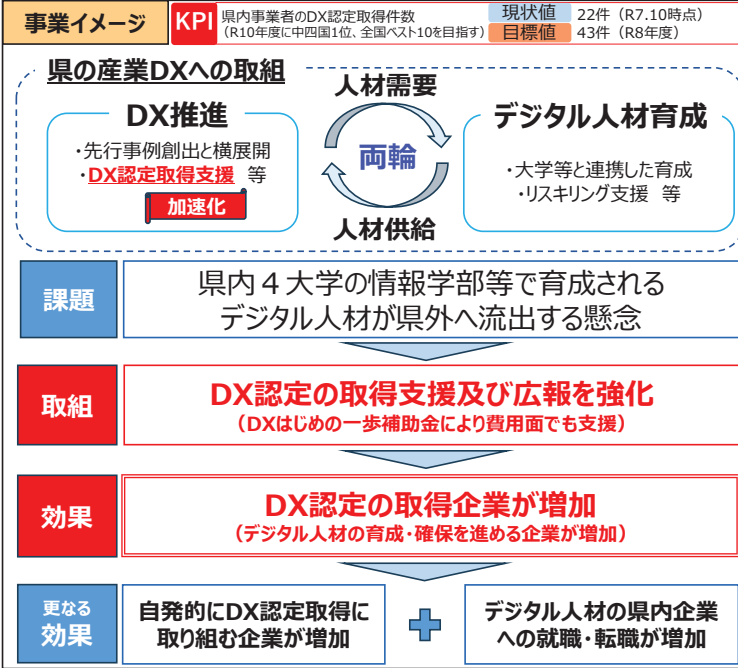 事業イメージ
KPI
県内事業者のDX認定取得件数
(R10年度に中四国1位、全国ベスト10を目指す)
現状値 22件（R7.10時点）
目標値 43件（R8年度）
県の産業DXへの取組
人材需要
DX推進
・先行事例創出と横展開
・DX認定取得支援 等
加速化
両輪
デジタル人材育成
・大学等と連携した育成
・リスキリング支援 等
人材供給
課題
県内４大学の情報学部等で育成される
デジタル人材が県外へ流出する懸念
取組
DX認定の取得支援及び広報を強化
（DXはじめの一歩補助金により費用面でも支援）
効果
DX認定の取得企業が増加
（デジタル人材の育成・確保を進める企業が増加）
更なる
効果
自発的にDX認定取得に
取り組む企業が増加
デジタル人材の県内企業
への就職・転職が増加